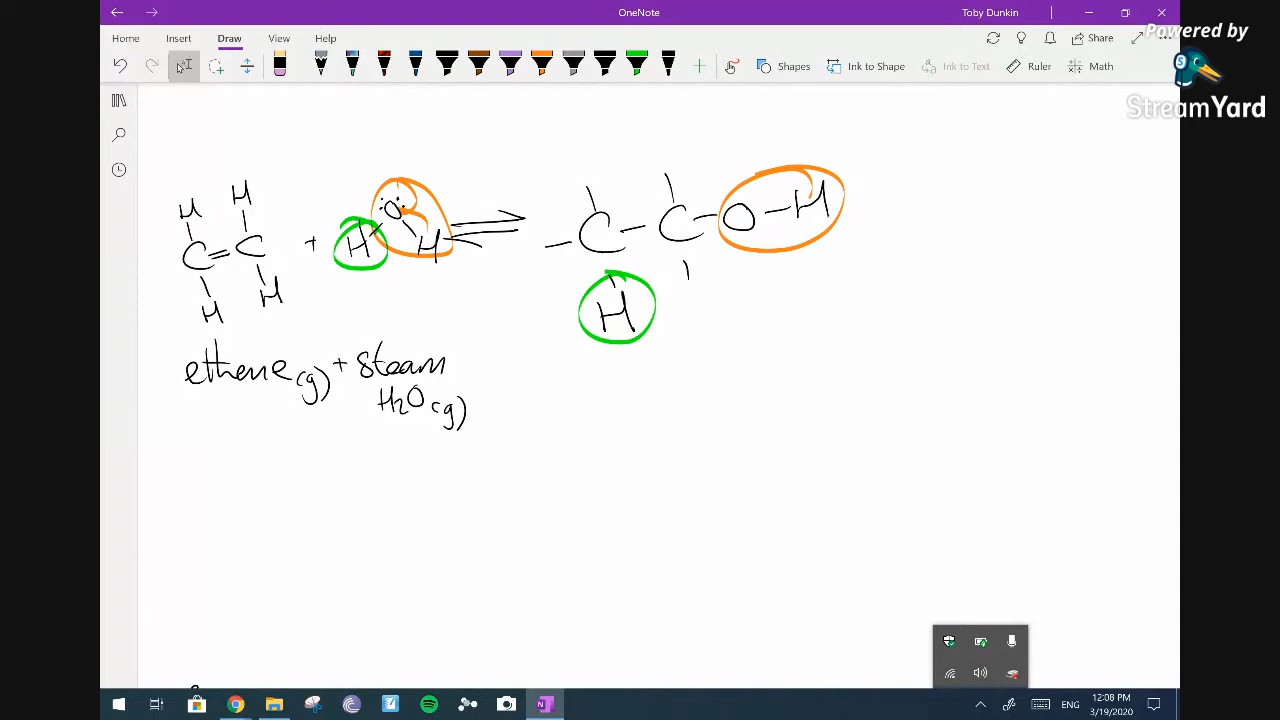 OneNote
Toby Dunkin
Powered by
StreamYard
Home Insert Draw View Help
Share
Shapes Ink to Shape Ink to Text Ruler Math
H H
C=C
H H
+
H O H
C-C-O-H
H
ethene(g) + steam
H2O(g)
ENG
12:08 PM
3/19/2020